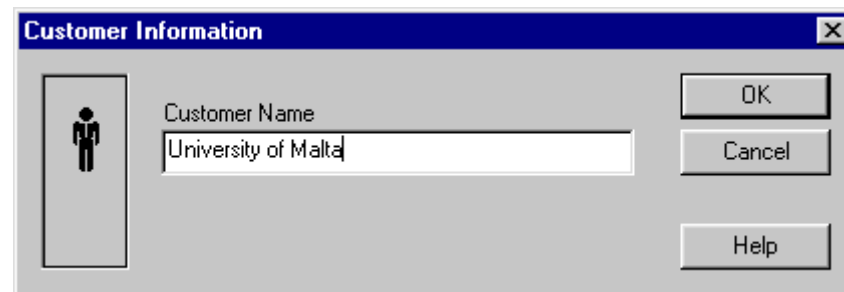 Customer Information
OK
Customer Name
University of Malta
Cancel
Help